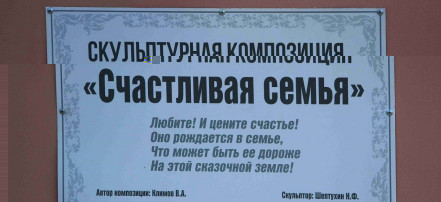 СКУЛЬПТУРНАЯ КОМПОЗИЦИЯ
«Счастливая семья»
Любите! И цените счастье!
Оно рождается в семье,
Что может быть ее дороже
На этой сказочной земле!
Автор композиции: Климов В.А.
Скульптор: Шептухин Н.Ф.